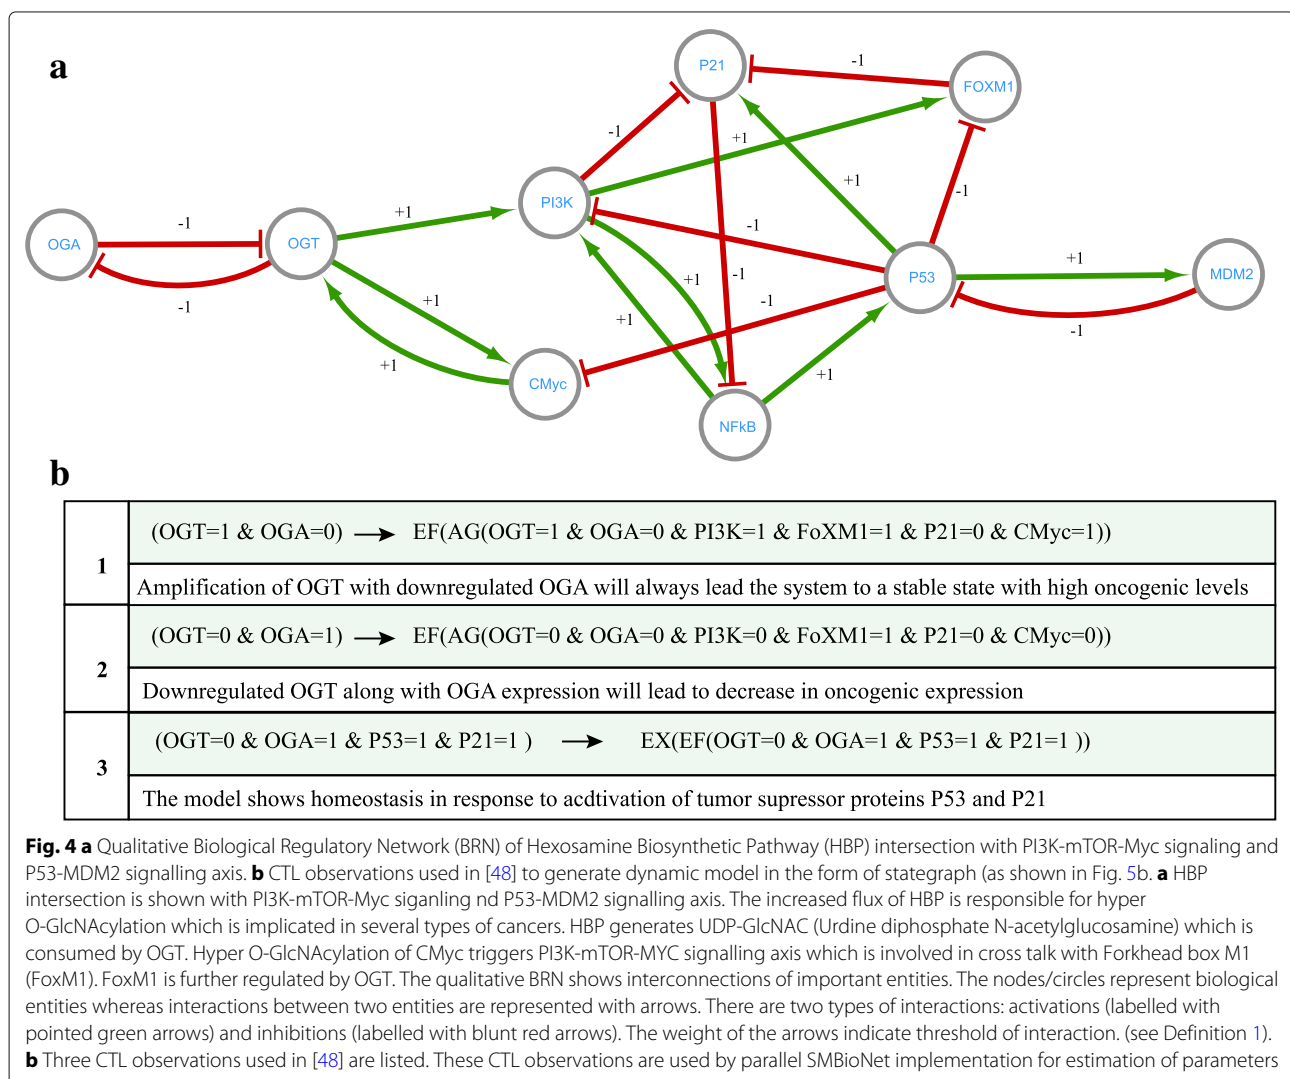 a
P21
-1
FOXM1
-1
+1
PI3K
+1
-1
+1
-1
OGA
OGT
-1
-1
+1
-1
P53
+1
MDM2
-1
+1
-1
-1
+1
+1
CMyc
+1
NFkB
b
1
(OGT=1 & OGA=0) → EF(AG(OGT=1 & OGA=0 & PI3K=1 & FoXM1=1 & P21=0 & CMyc=1))
Amplification of OGT with downregulated OGA will always lead the system to a stable state with high oncogenic levels
2
(OGT=0 & OGA=1) → EF(AG(OGT=0 & OGA=0 & PI3K=0 & FoXM1=1 & P21=0 & CMyc=0))
Downregulated OGT along with OGA expression will lead to decrease in oncogenic expression
3
(OGT=0 & OGA=1 & P53=1 & P21=1 ) → EX(EF(OGT=0 & OGA=1 & P53=1 & P21=1 ))
The model shows homeostasis in response to acdtivation of tumor supressor proteins P53 and P21
Fig. 4 a Qualitative Biological Regulatory Network (BRN) of Hexosamine Biosynthetic Pathway (HBP) intersection with PI3K-mTOR-Myc signaling and
P53-MDM2 signalling axis. b CTL observations used in [48] to generate dynamic model in the form of stategraph (as shown in Fig. 5b. a HBP
intersection is shown with PI3K-mTOR-Myc siganling nd P53-MDM2 signalling axis. The increased flux of HBP is responsible for hyper
O-GlcNAcylation which is implicated in several types of cancers. HBP generates UDP-GlcNAC (Urdine diphosphate N-acetylglucosamine) which is
consumed by OGT. Hyper O-GlcNAcylation of CMyc triggers PI3K-mTOR-MYC signalling axis which is involved in cross talk with Forkhead box M1
(FoxM1). FoxM1 is further regulated by OGT. The qualitative BRN shows interconnections of important entities. The nodes/circles represent biological
entities whereas interactions between two entities are represented with arrows. There are two types of interactions: activations (labelled with
pointed green arrows) and inhibitions (labelled with blunt red arrows). The weight of the arrows indicate threshold of interaction. (see Definition 1).
b Three CTL observations used in [48] are listed. These CTL observations are used by parallel SMBioNet implementation for estimation of parameters